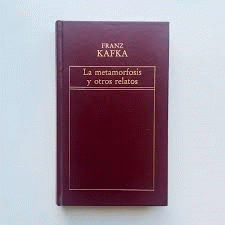 FRANZ
KAFKA
La metamorfosis
y otros relatos